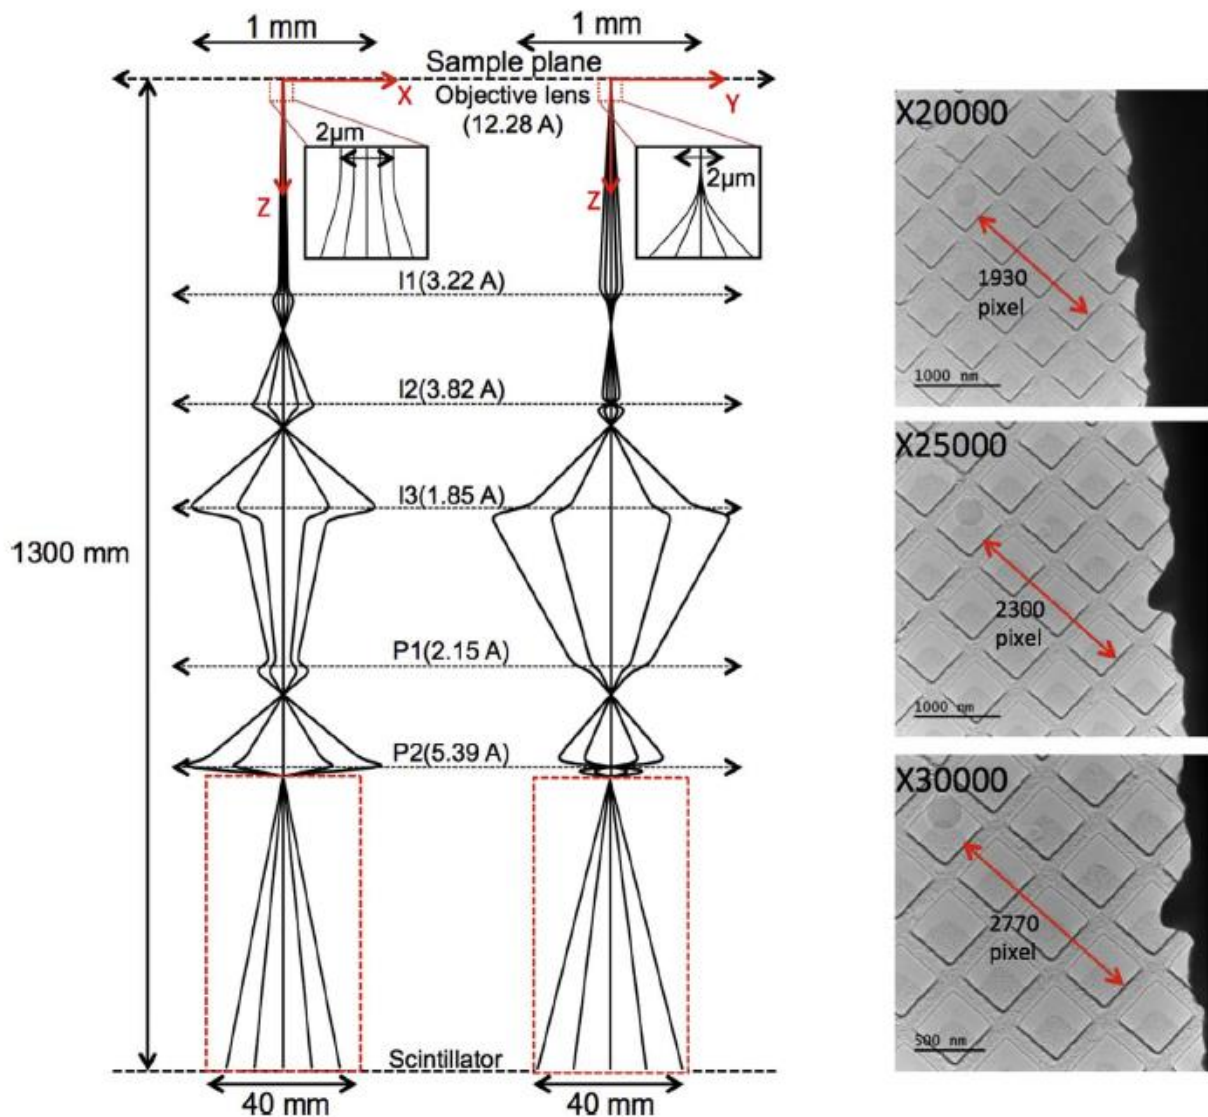 1 mm
1 mm
Sample plane
X
Objective lens
(12.28 A)
Y
2μm
Z
2μm
Z
I1(3.22 A)
I2(3.82 A)
I3(1.85 A)
1300 mm
P1(2.15 A)
P2(5.39 A)
Scintillator
40 mm
40 mm
X20000
1930
pixel
1000 nm
X25000
2300
pixel
1000 nm
X30000
2770
pixel
500 nm